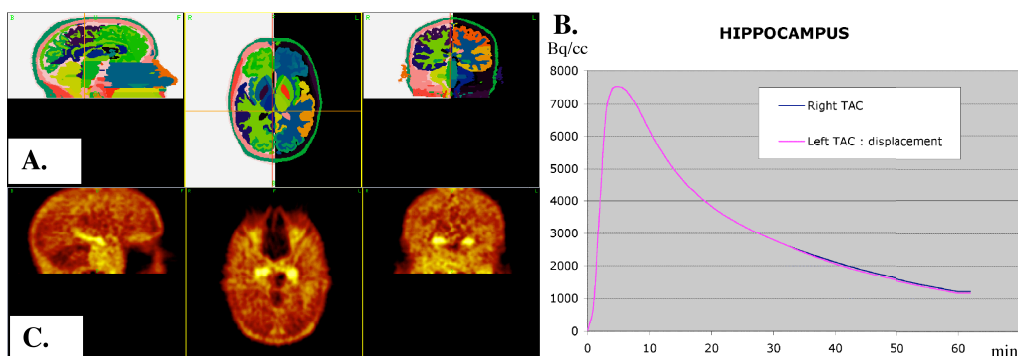 A.
C.
B.
HIPPOCAMPUS
Bq/cc
8000
7000
6000
5000
4000
3000
2000
1000
0
Right TAC
Left TAC : displacement
0 10 20 30 40 50 60 min